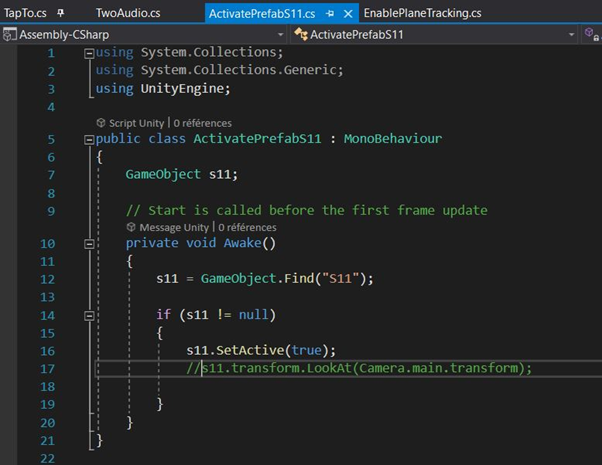 TapTo.cs TwoAudio.cs ActivatePrefabS11.cs EnablePlaneTracking.cs
Assembly-CSharp ActivatePrefabS11
1 using System.Collections;
2 using System.Collections.Generic;
3 using UnityEngine;
4
Script Unity | 0 références
5 public class ActivatePrefabS11 : MonoBehaviour
6 {
7 GameObject s11;
8
9 // Start is called before the first frame update
Message Unity | 0 références
10 private void Awake()
11 {
12 s11 = GameObject.Find("S11");
13
14 if (s11 != null)
15 {
16 s11.SetActive(true);
17 //s11.transform.LookAt(Camera.main.transform);
18
19 }
20 }
21 }
22